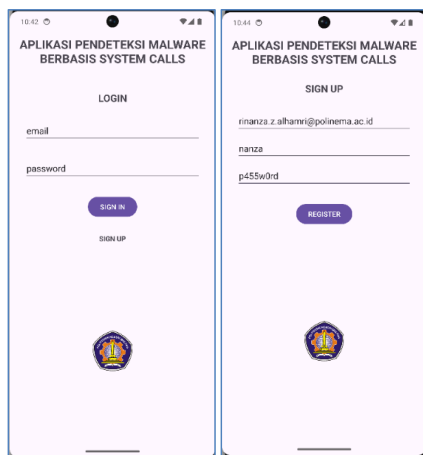 10:42
APLIKASI PENDETEKSI MALWARE
BERBASIS SYSTEM CALLS
LOGIN
email
password
SIGN IN
SIGN UP
10:44
APLIKASI PENDETEKSI MALWARE
BERBASIS SYSTEM CALLS
SIGN UP
rinanza.z.alhamri@polinema.ac.id
nanza
p455w0rd
REGISTER